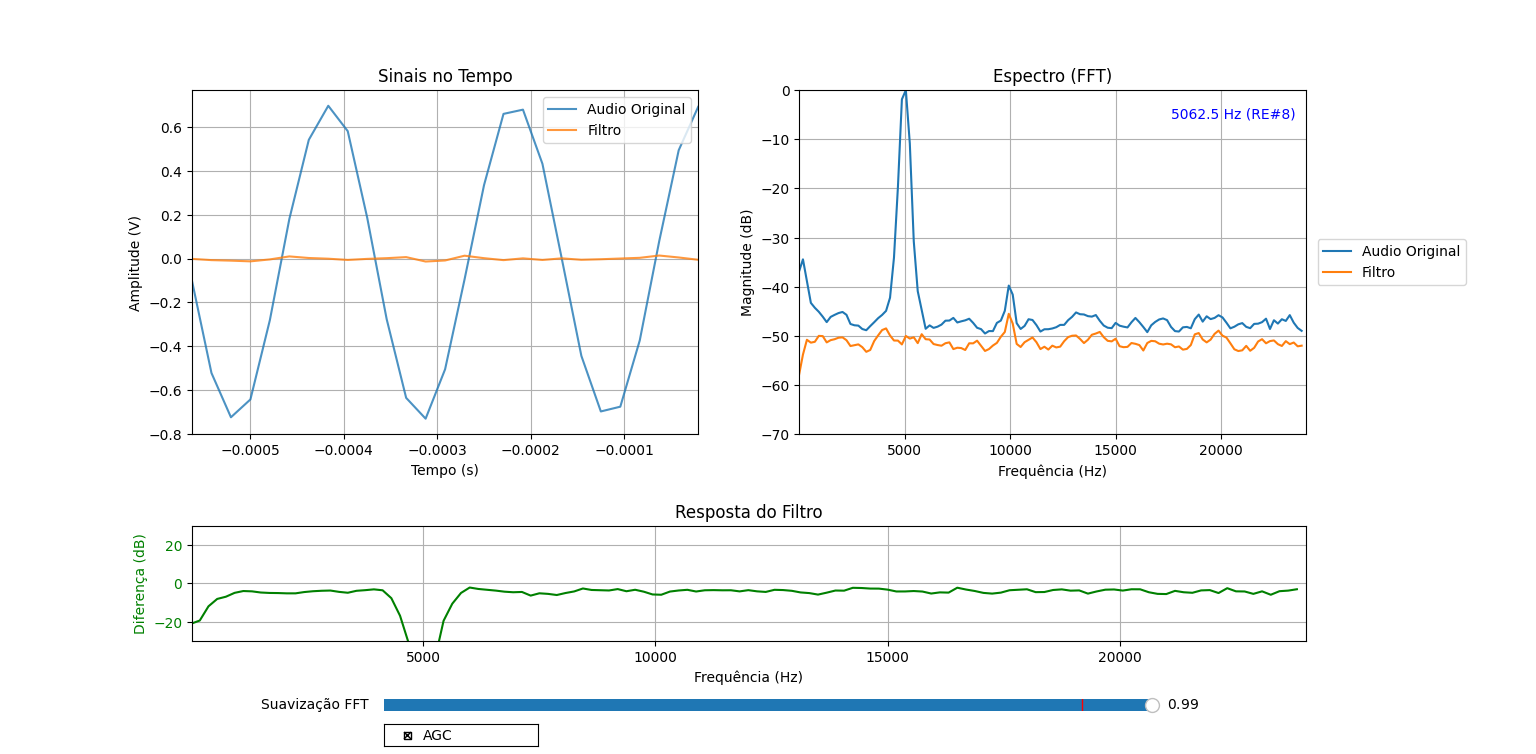 Sinais no Tempo
Amplitude (V)
0.6
0.4
0.2
0.0
−0.2
−0.4
−0.6
−0.8
Audio Original
Filtro
−0.0005 −0.0004 −0.0003 −0.0002 −0.0001
Tempo (s)
Espectro (FFT)
Magnitude (dB)
0
−10
−20
−30
−40
−50
−60
−70
5062.5 Hz (RE#8)
5000 10000 15000 20000
Frequência (Hz)
Audio Original
Filtro
Resposta do Filtro
Diferença (dB)
20
0
−20
5000 10000 15000 20000
Frequência (Hz)
Suavização FFT 0.99
AGC